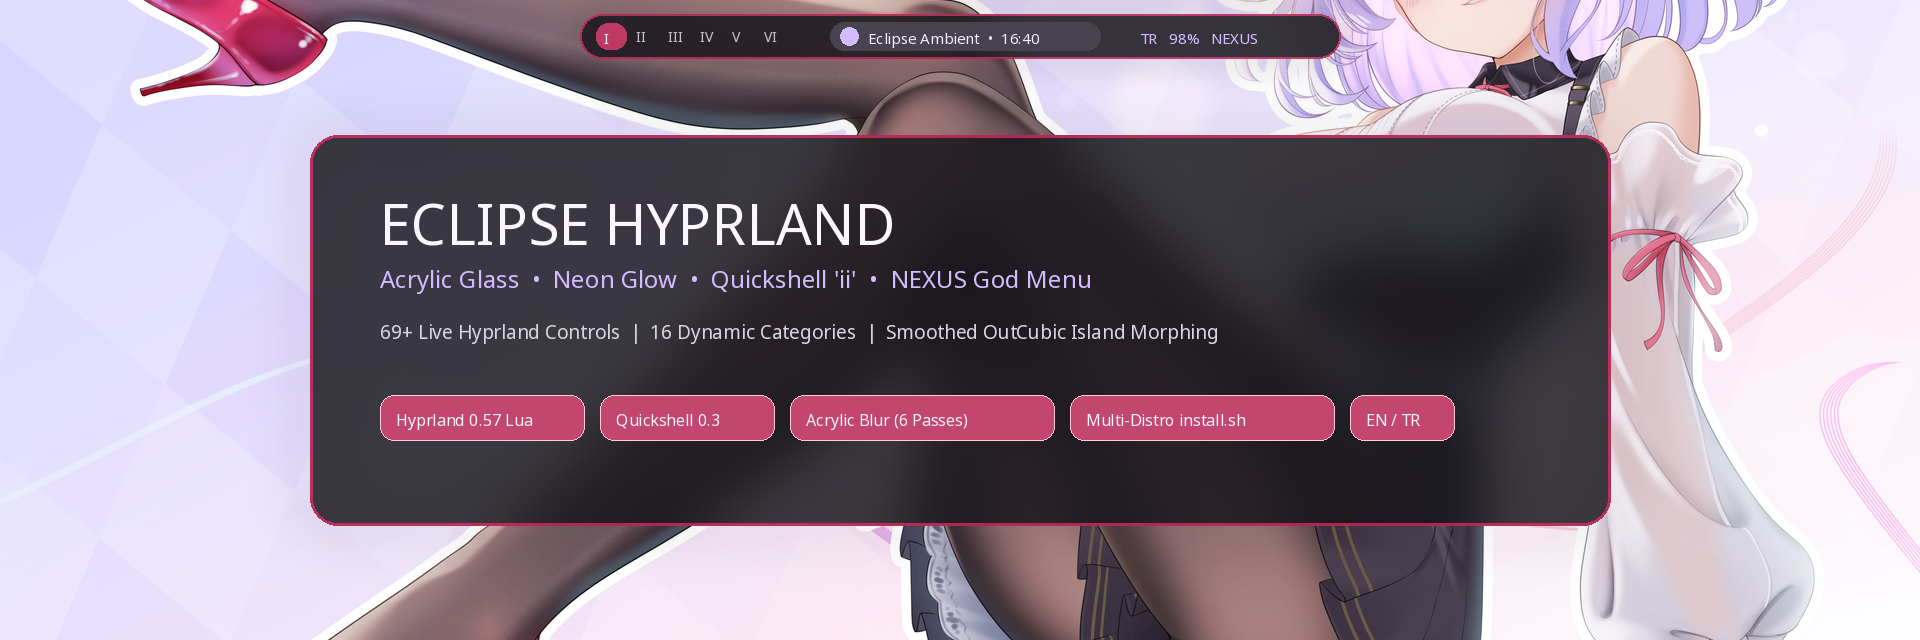 I II III IV V VI Eclipse Ambient • 16:40 TR 98% NEXUS
ECLIPSE HYPRLAND
Acrylic Glass • Neon Glow • Quickshell 'ii' • NEXUS God Menu
69+ Live Hyprland Controls | 16 Dynamic Categories | Smoothed OutCubic Island Morphing
Hyprland 0.57 Lua Quickshell 0.3 Acrylic Blur (6 Passes) Multi-Distro install.sh EN / TR